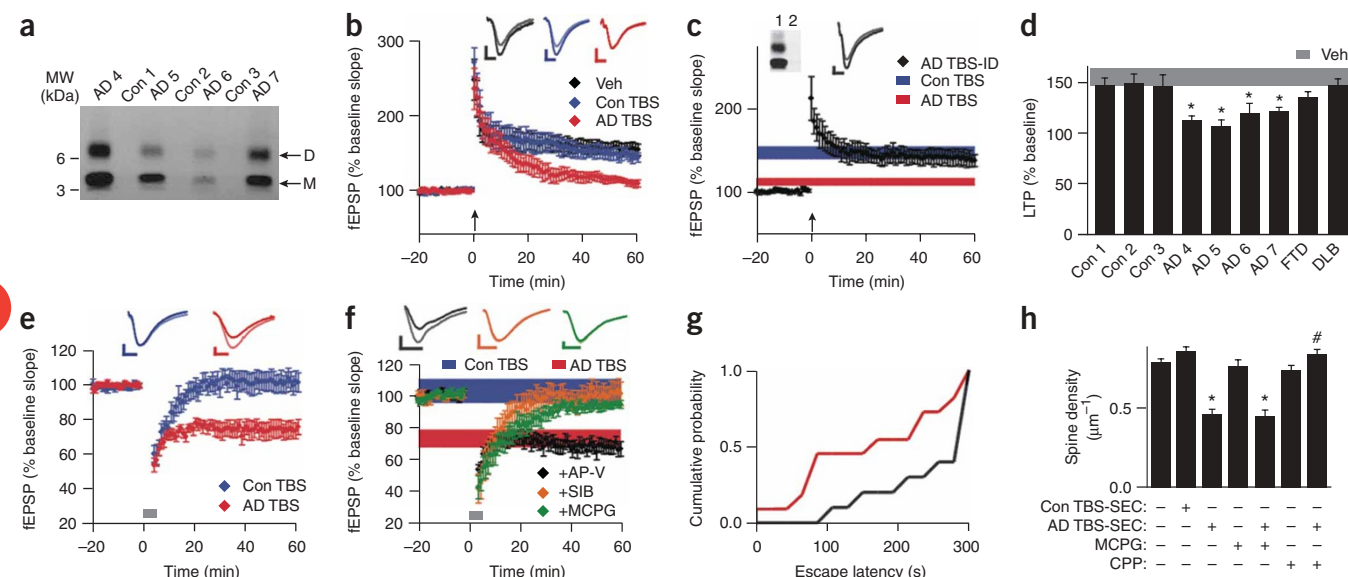 a
MW
(kDa)
AD 4
Con 1
AD 5
Con 2
AD 6
Con 3
AD 7
6
3
D
M
b
fEPSP (% baseline slope)
300
200
100
Veh
Con TBS
AD TBS
–20 0 20 40 60
Time (min)
c
1 2
fEPSP (% baseline slope)
200
100
AD TBS-ID
Con TBS
AD TBS
–20 0 20 40 60
Time (min)
d
Veh
LTP (% baseline)
150
100
50
0
* * * *
Con 1
Con 2
Con 3
AD 4
AD 5
AD 6
AD 7
FTD
DLB
e
fEPSP (% baseline slope)
120
100
80
60
40
20
Con TBS
AD TBS
–20 0 20 40 60
Time (min)
f
Con TBS AD TBS
fEPSP (% baseline slope)
120
100
80
60
40
20
+AP-V
+SIB
+MCPG
–20 0 20 40 60
Time (min)
g
Cumulative probability
1.0
0.5
0.0
0 100 200 300
Escape latency (s)
h
Spine density
(μm⁻¹)
0.5
0.0
* * #
Con TBS-SEC: – + – – – – –
AD TBS-SEC: – – + – + – +
MCPG: – – – + + – –
CPP: – – – – – + +